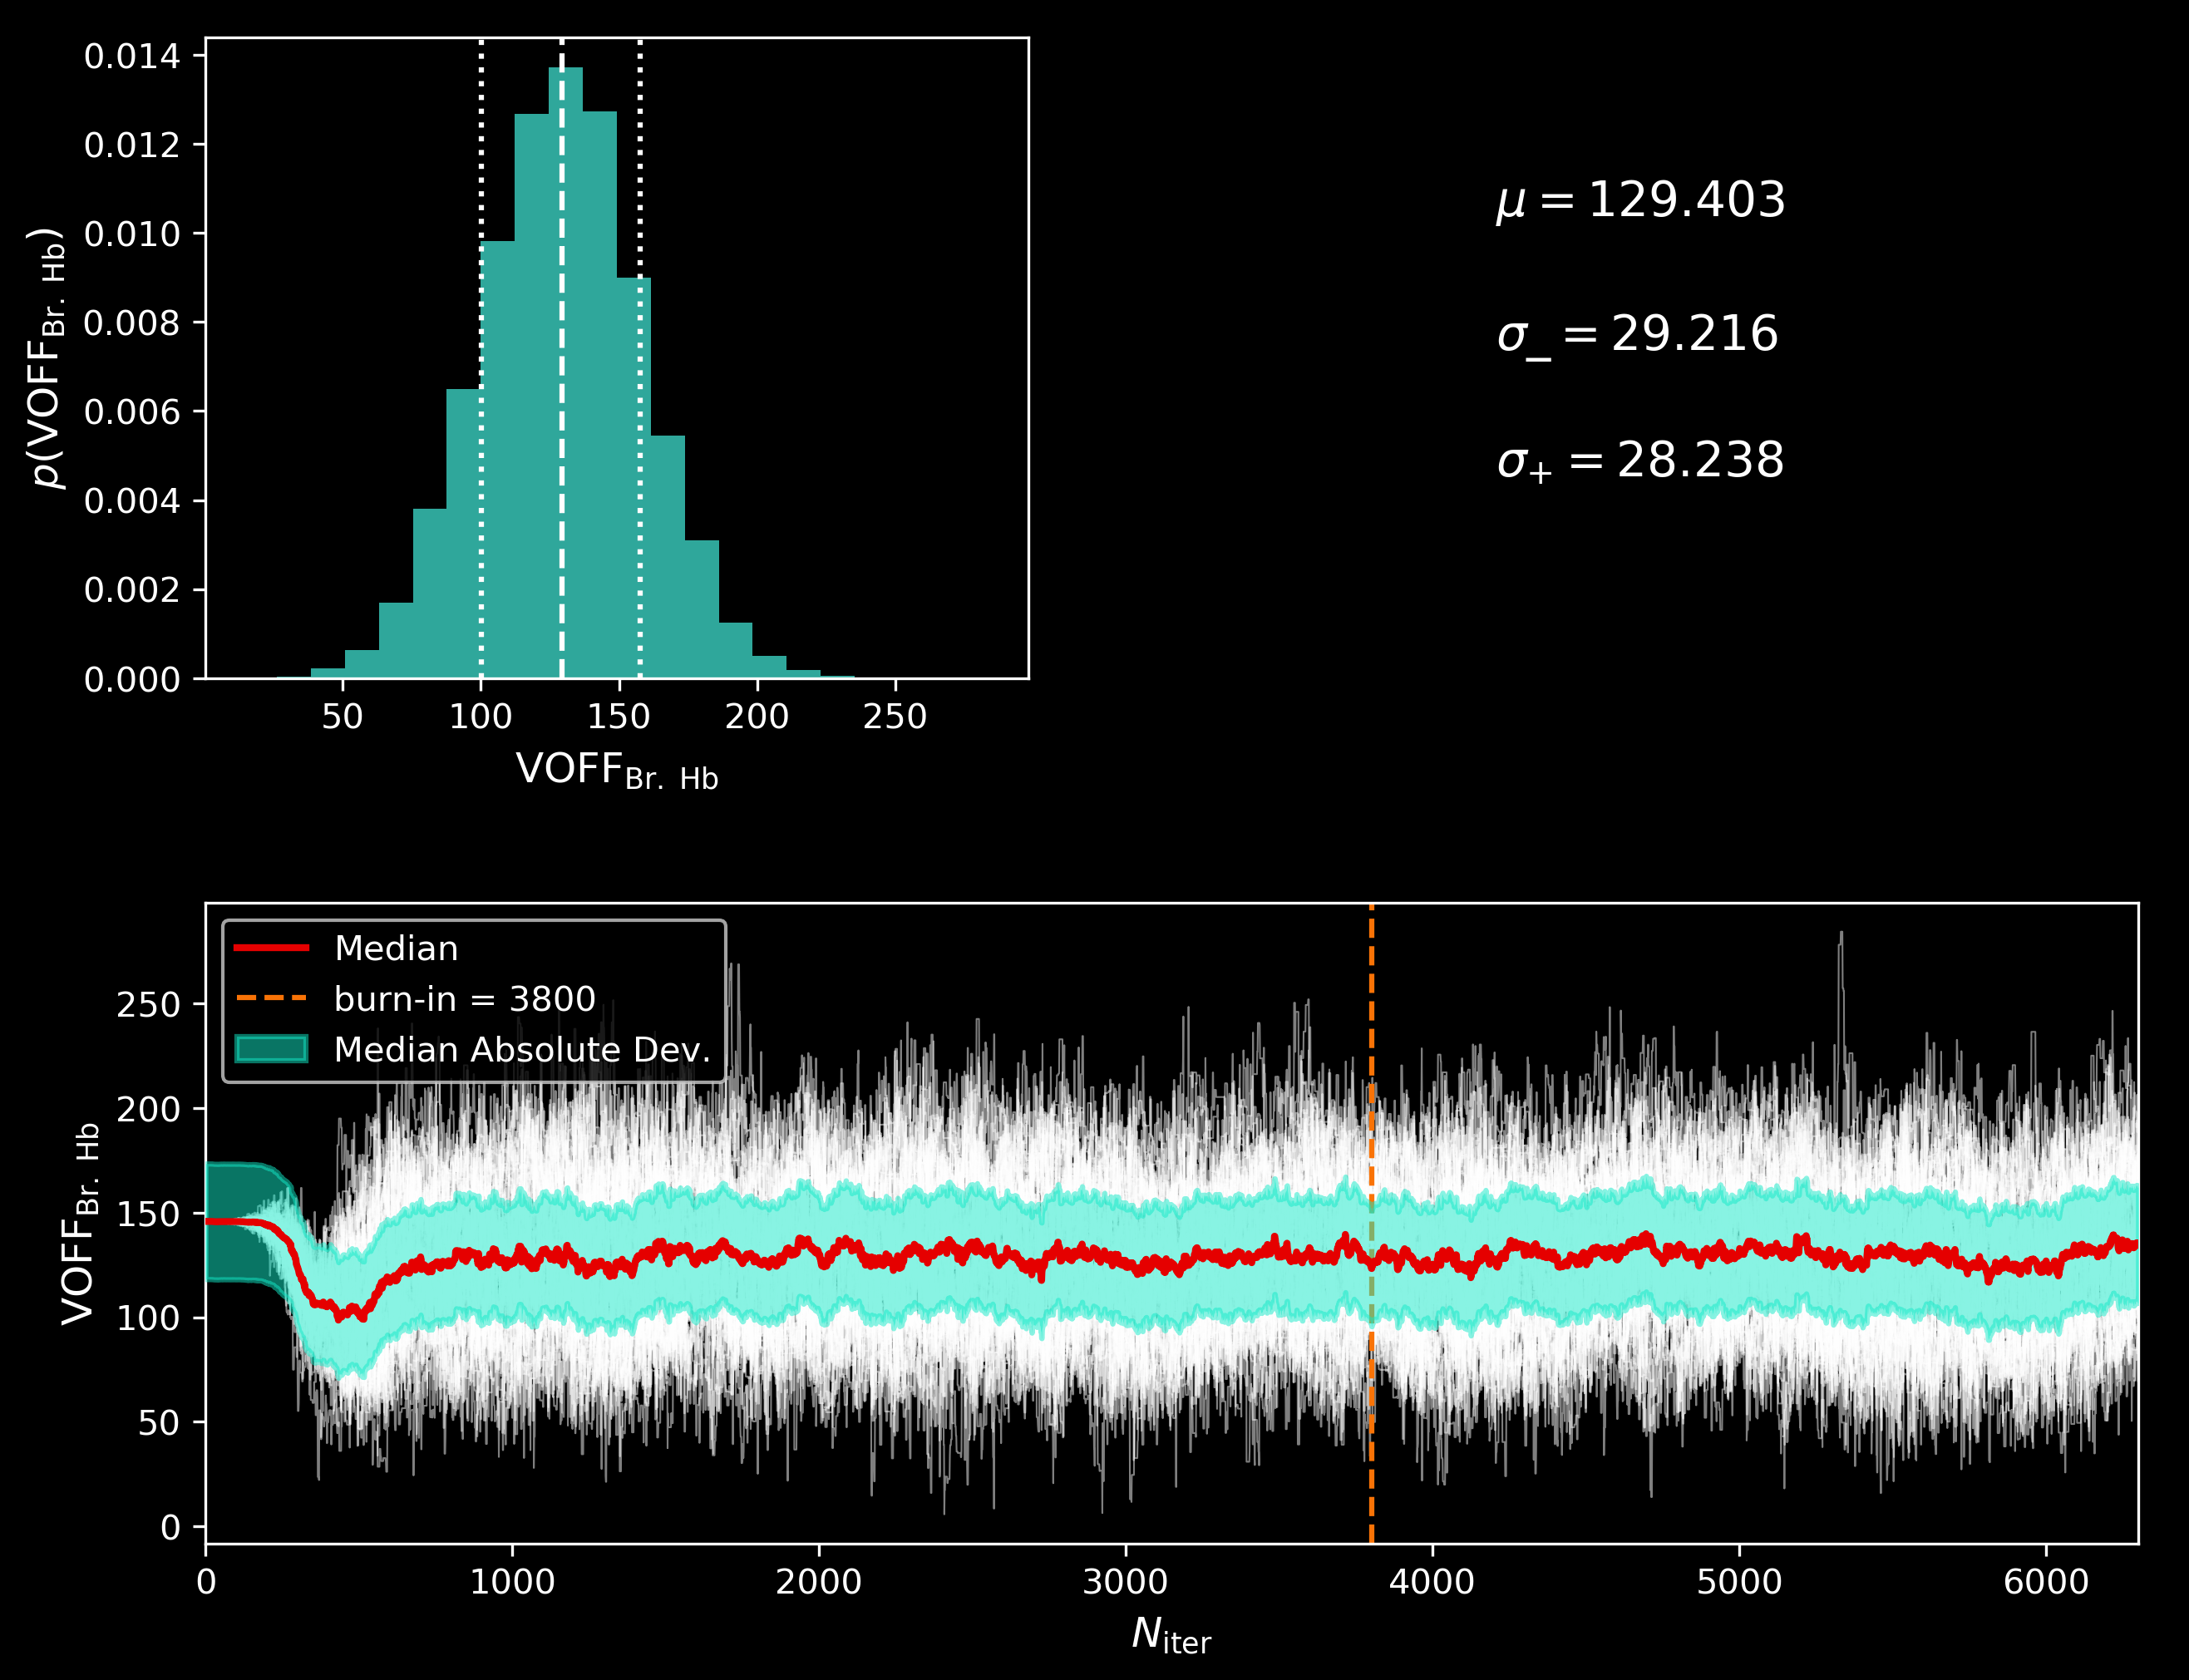 0.014
0.012
0.010
0.008
0.006
0.004
0.002
0.000
p(VOFF_Br. Hb)
50 100 150 200 250
VOFF_Br. Hb
μ = 129.403
σ_− = 29.216
σ_+ = 28.238
Median
burn-in = 3800
Median Absolute Dev.
250
200
150
100
50
0
VOFF_Br. Hb
0 1000 2000 3000 4000 5000 6000
N_iter